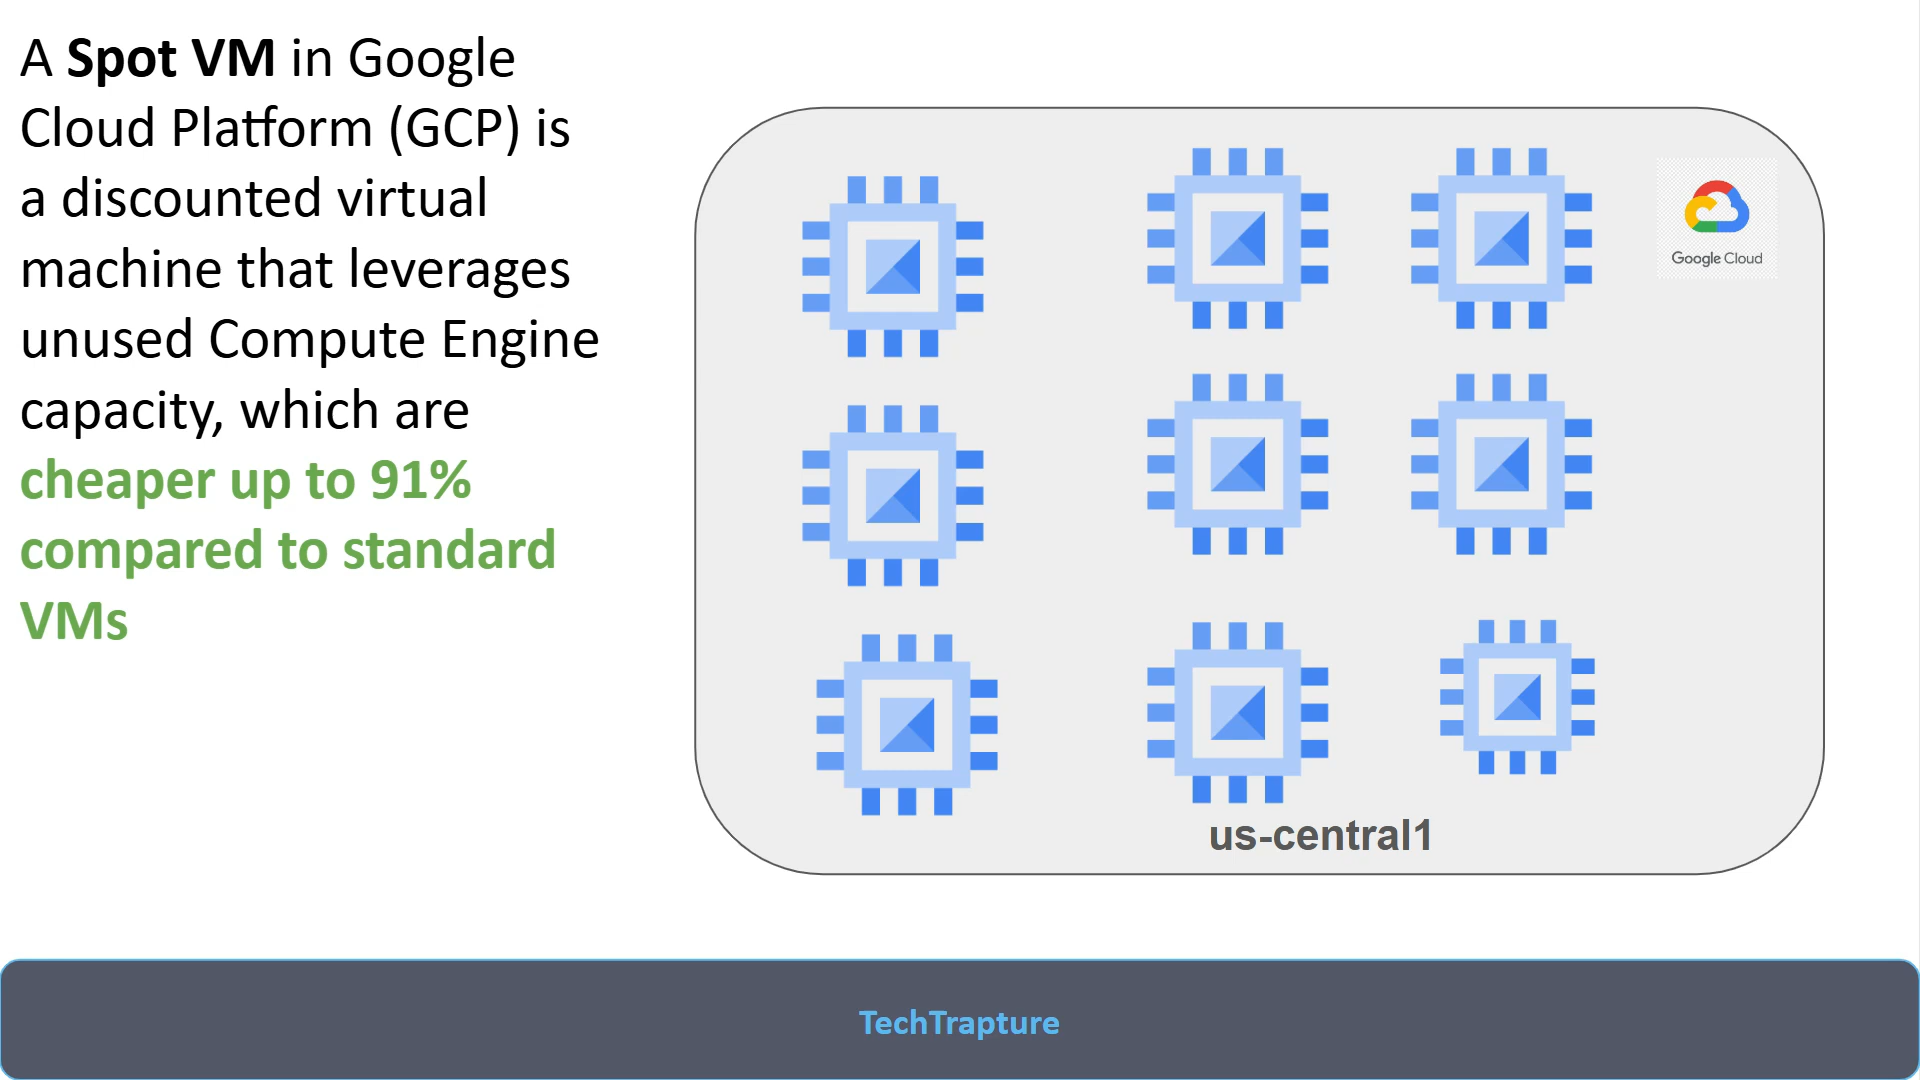 A Spot VM in Google
Cloud Platform (GCP) is
a discounted virtual
machine that leverages
unused Compute Engine
capacity, which are
cheaper up to 91%
compared to standard
VMs
Google Cloud
us-central1
TechTrapture